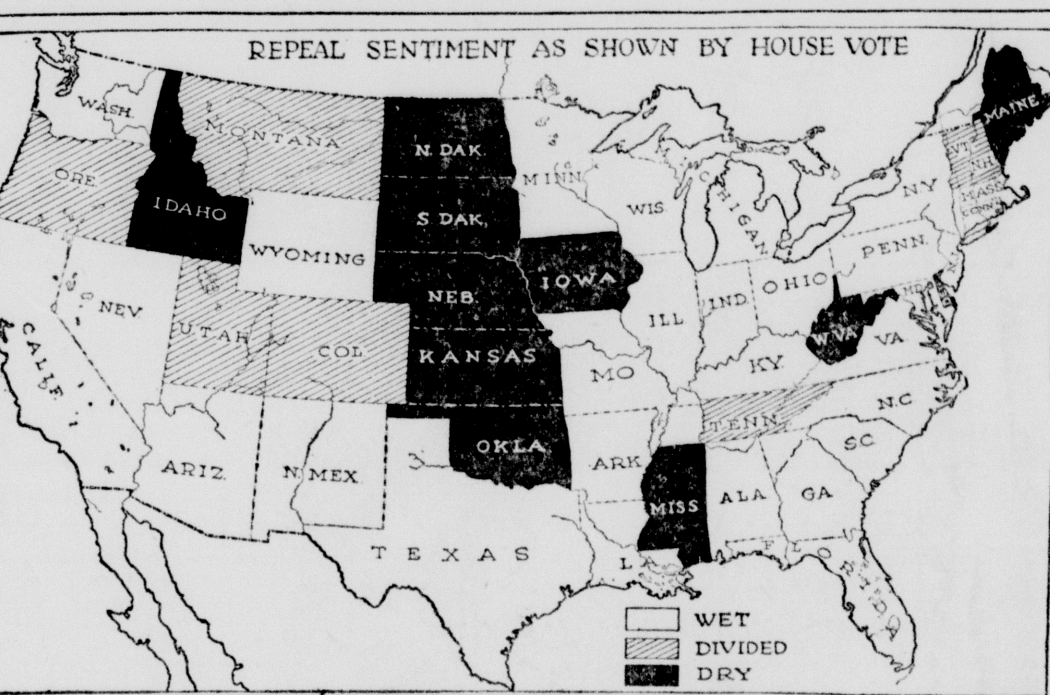 REPEAL SENTIMENT AS SHOWN BY HOUSE VOTE
WASH.
MONTANA
N. DAK.
MINN.
MAINE
VT.
NH
ORE.
IDAHO
S. DAK.
WIS.
MICHIGAN
NY
MASS
CONN.
WYOMING
IOWA
PENN.
NEV.
NEB.
ILL
IND.
OHIO
MD.
UTAH
COL
KANSAS
MO
KY.
W VA
VA
CALIF.
N.C
TENN.
ARIZ.
N. MEX.
OKLA
ARK.
MISS
ALA
GA
SC
TEXAS
LA
FLORIDA
WET
DIVIDED
DRY